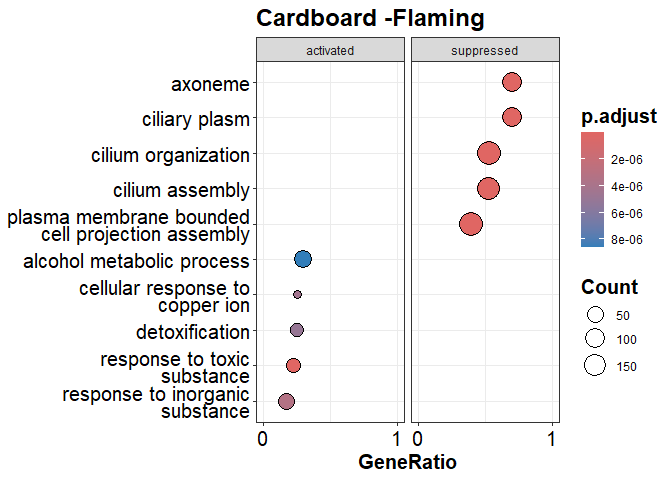 Cardboard -Flaming
activated
suppressed
axoneme
ciliary plasm
cilium organization
cilium assembly
plasma membrane bounded
cell projection assembly
alcohol metabolic process
cellular response to
copper ion
detoxification
response to toxic
substance
response to inorganic
substance
0
1
0
1
GeneRatio
p.adjust
2e-06
4e-06
6e-06
8e-06
Count
50
100
150